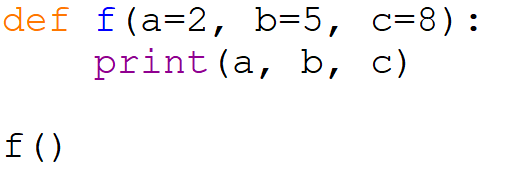 def f(a=2, b=5, c=8):
    print(a, b, c)
f()